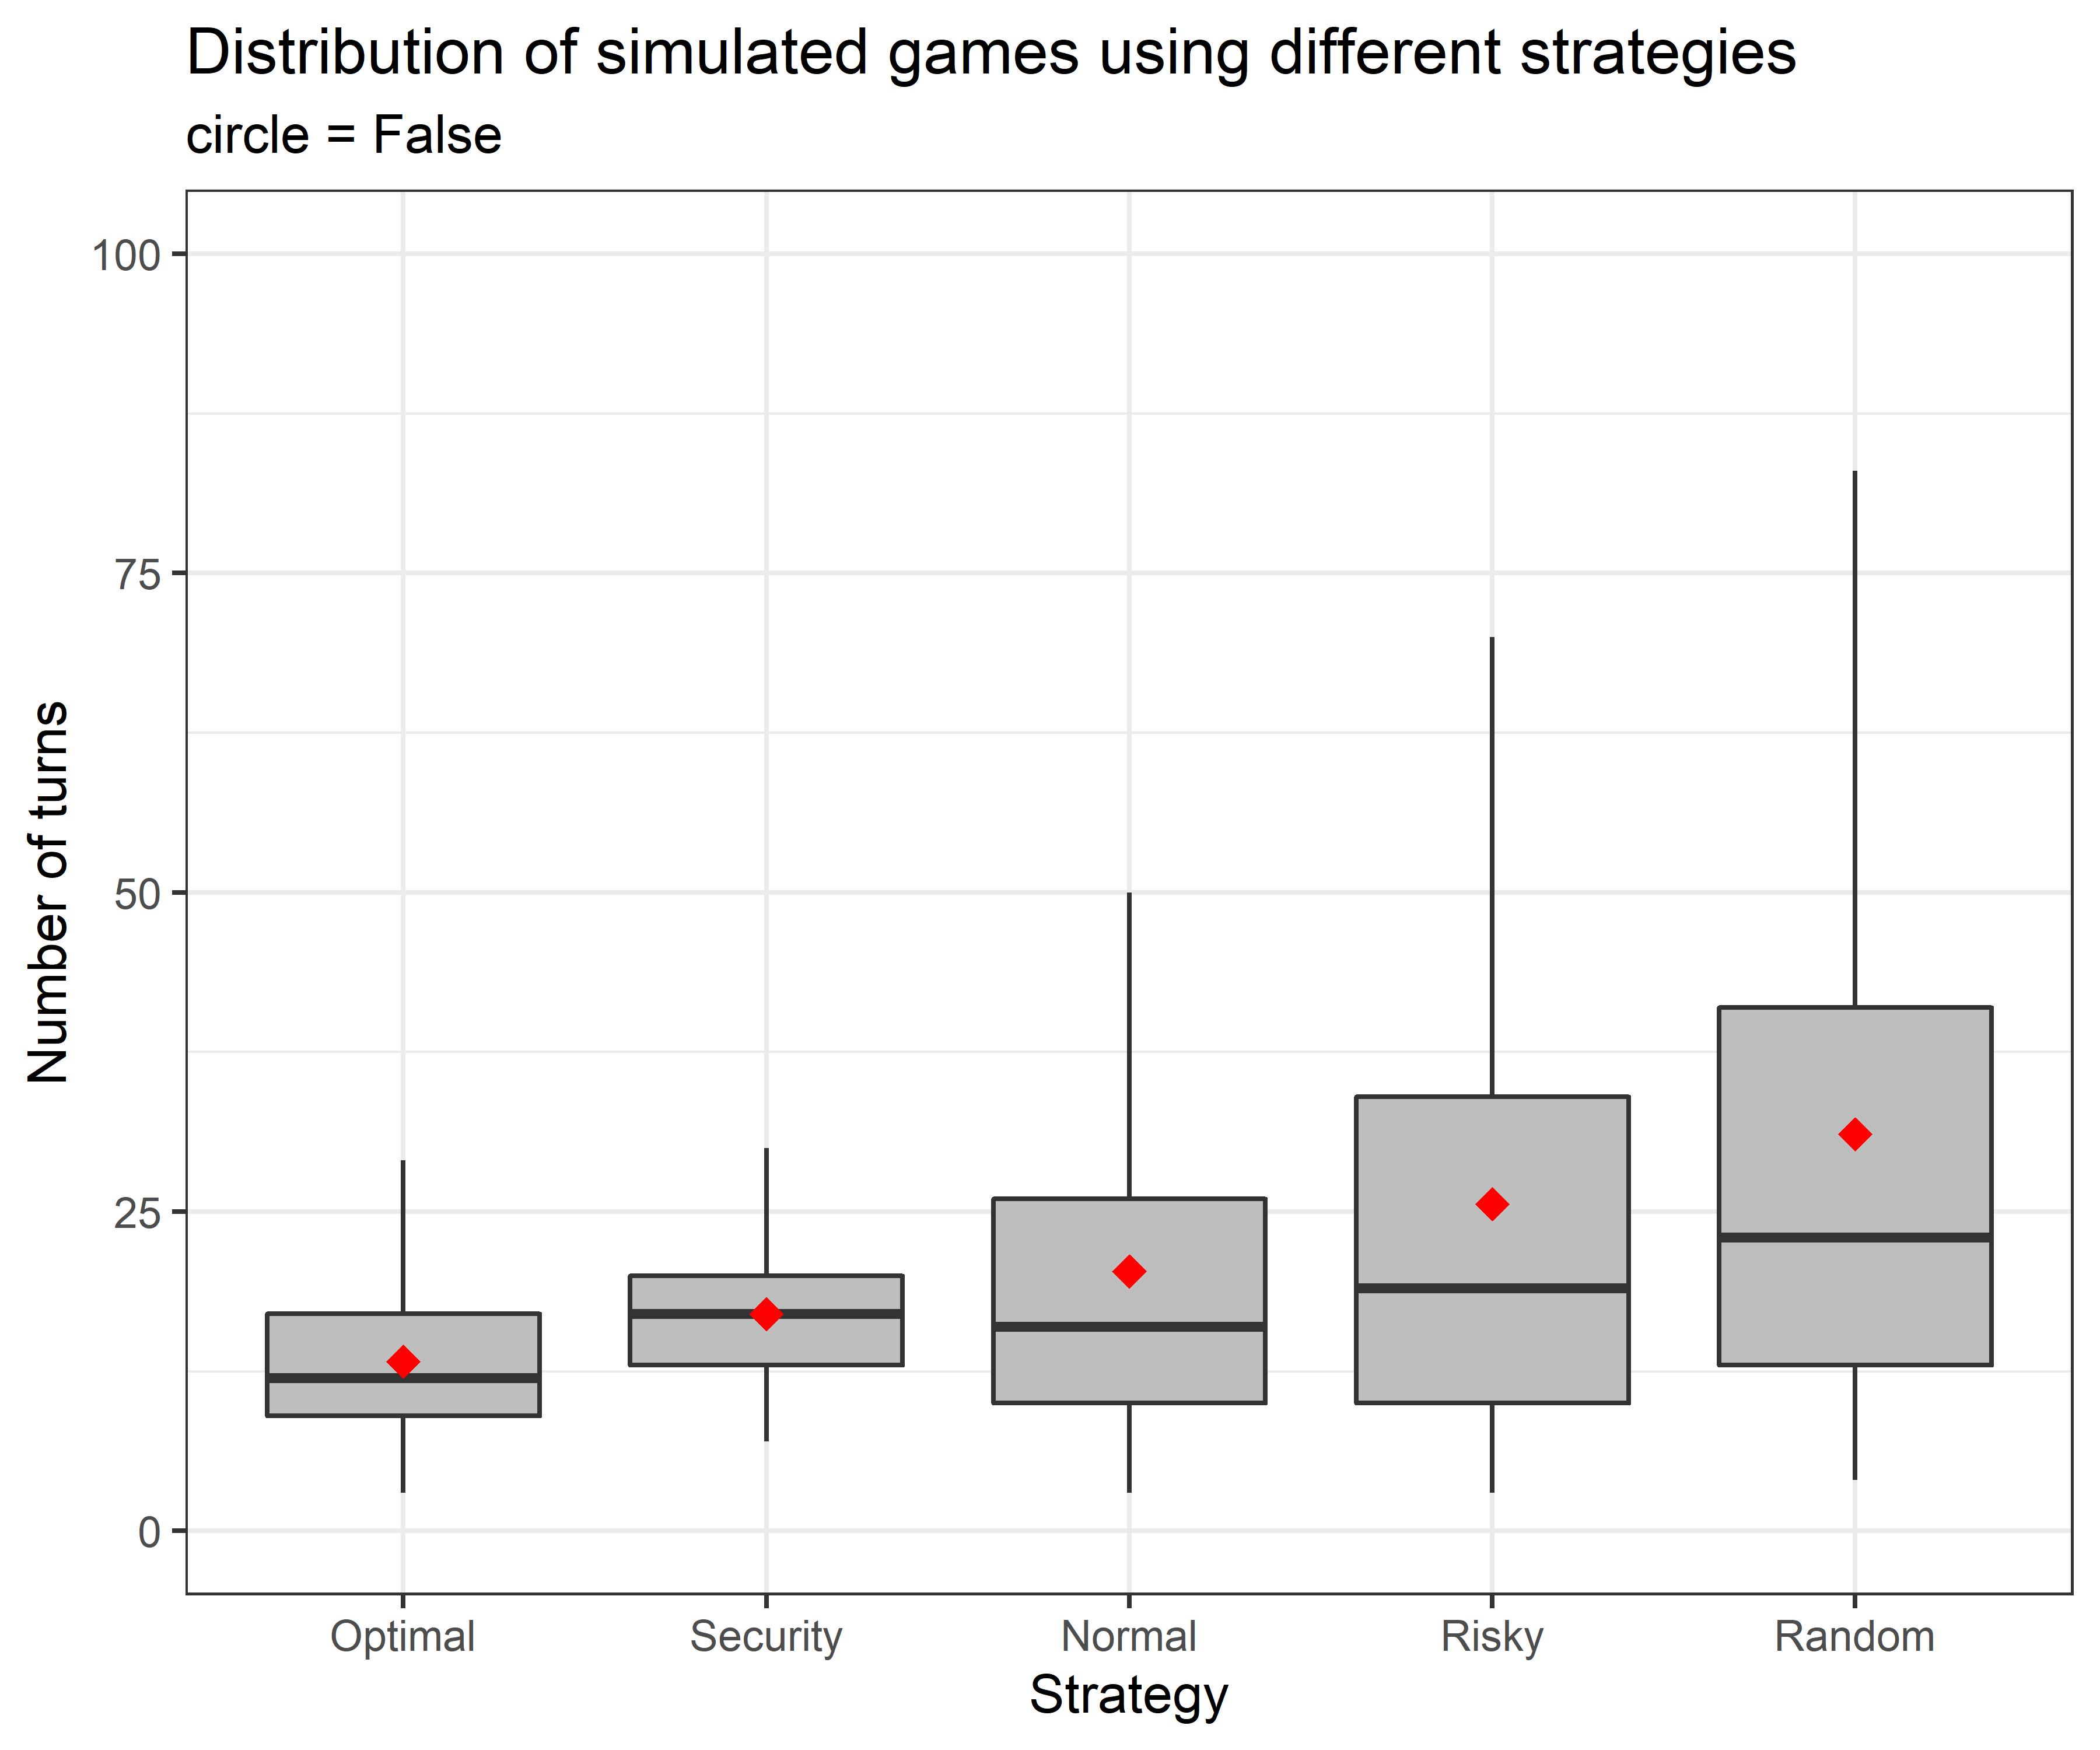 Distribution of simulated games using different strategies
circle = False
Number of turns
100
75
50
25
0
Optimal Security Normal Risky Random
Strategy